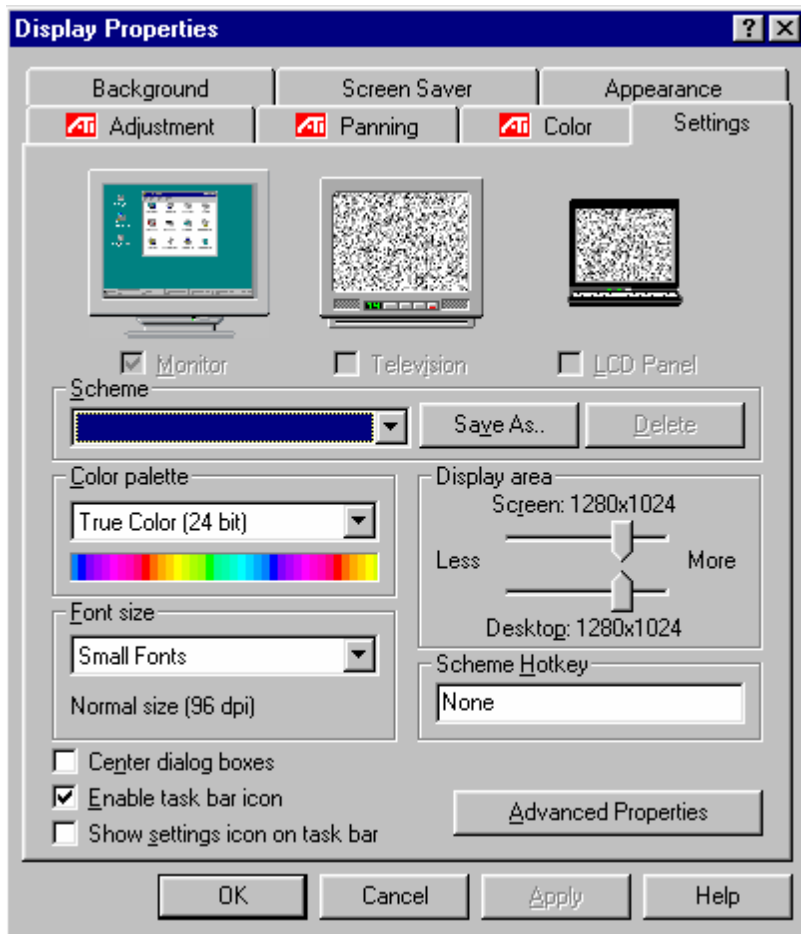 Display Properties
Background Screen Saver Appearance
ATI Adjustment ATI Panning ATI Color Settings
Monitor Television LCD Panel
Scheme
Save As.. Delete
Color palette Display area
Screen: 1280x1024
True Color (24 bit)
Less More
Font size
Desktop: 1280x1024
Small Fonts
Scheme Hotkey
None
Normal size (96 dpi)
Center dialog boxes
Enable task bar icon
Advanced Properties
Show settings icon on task bar
OK Cancel Apply Help